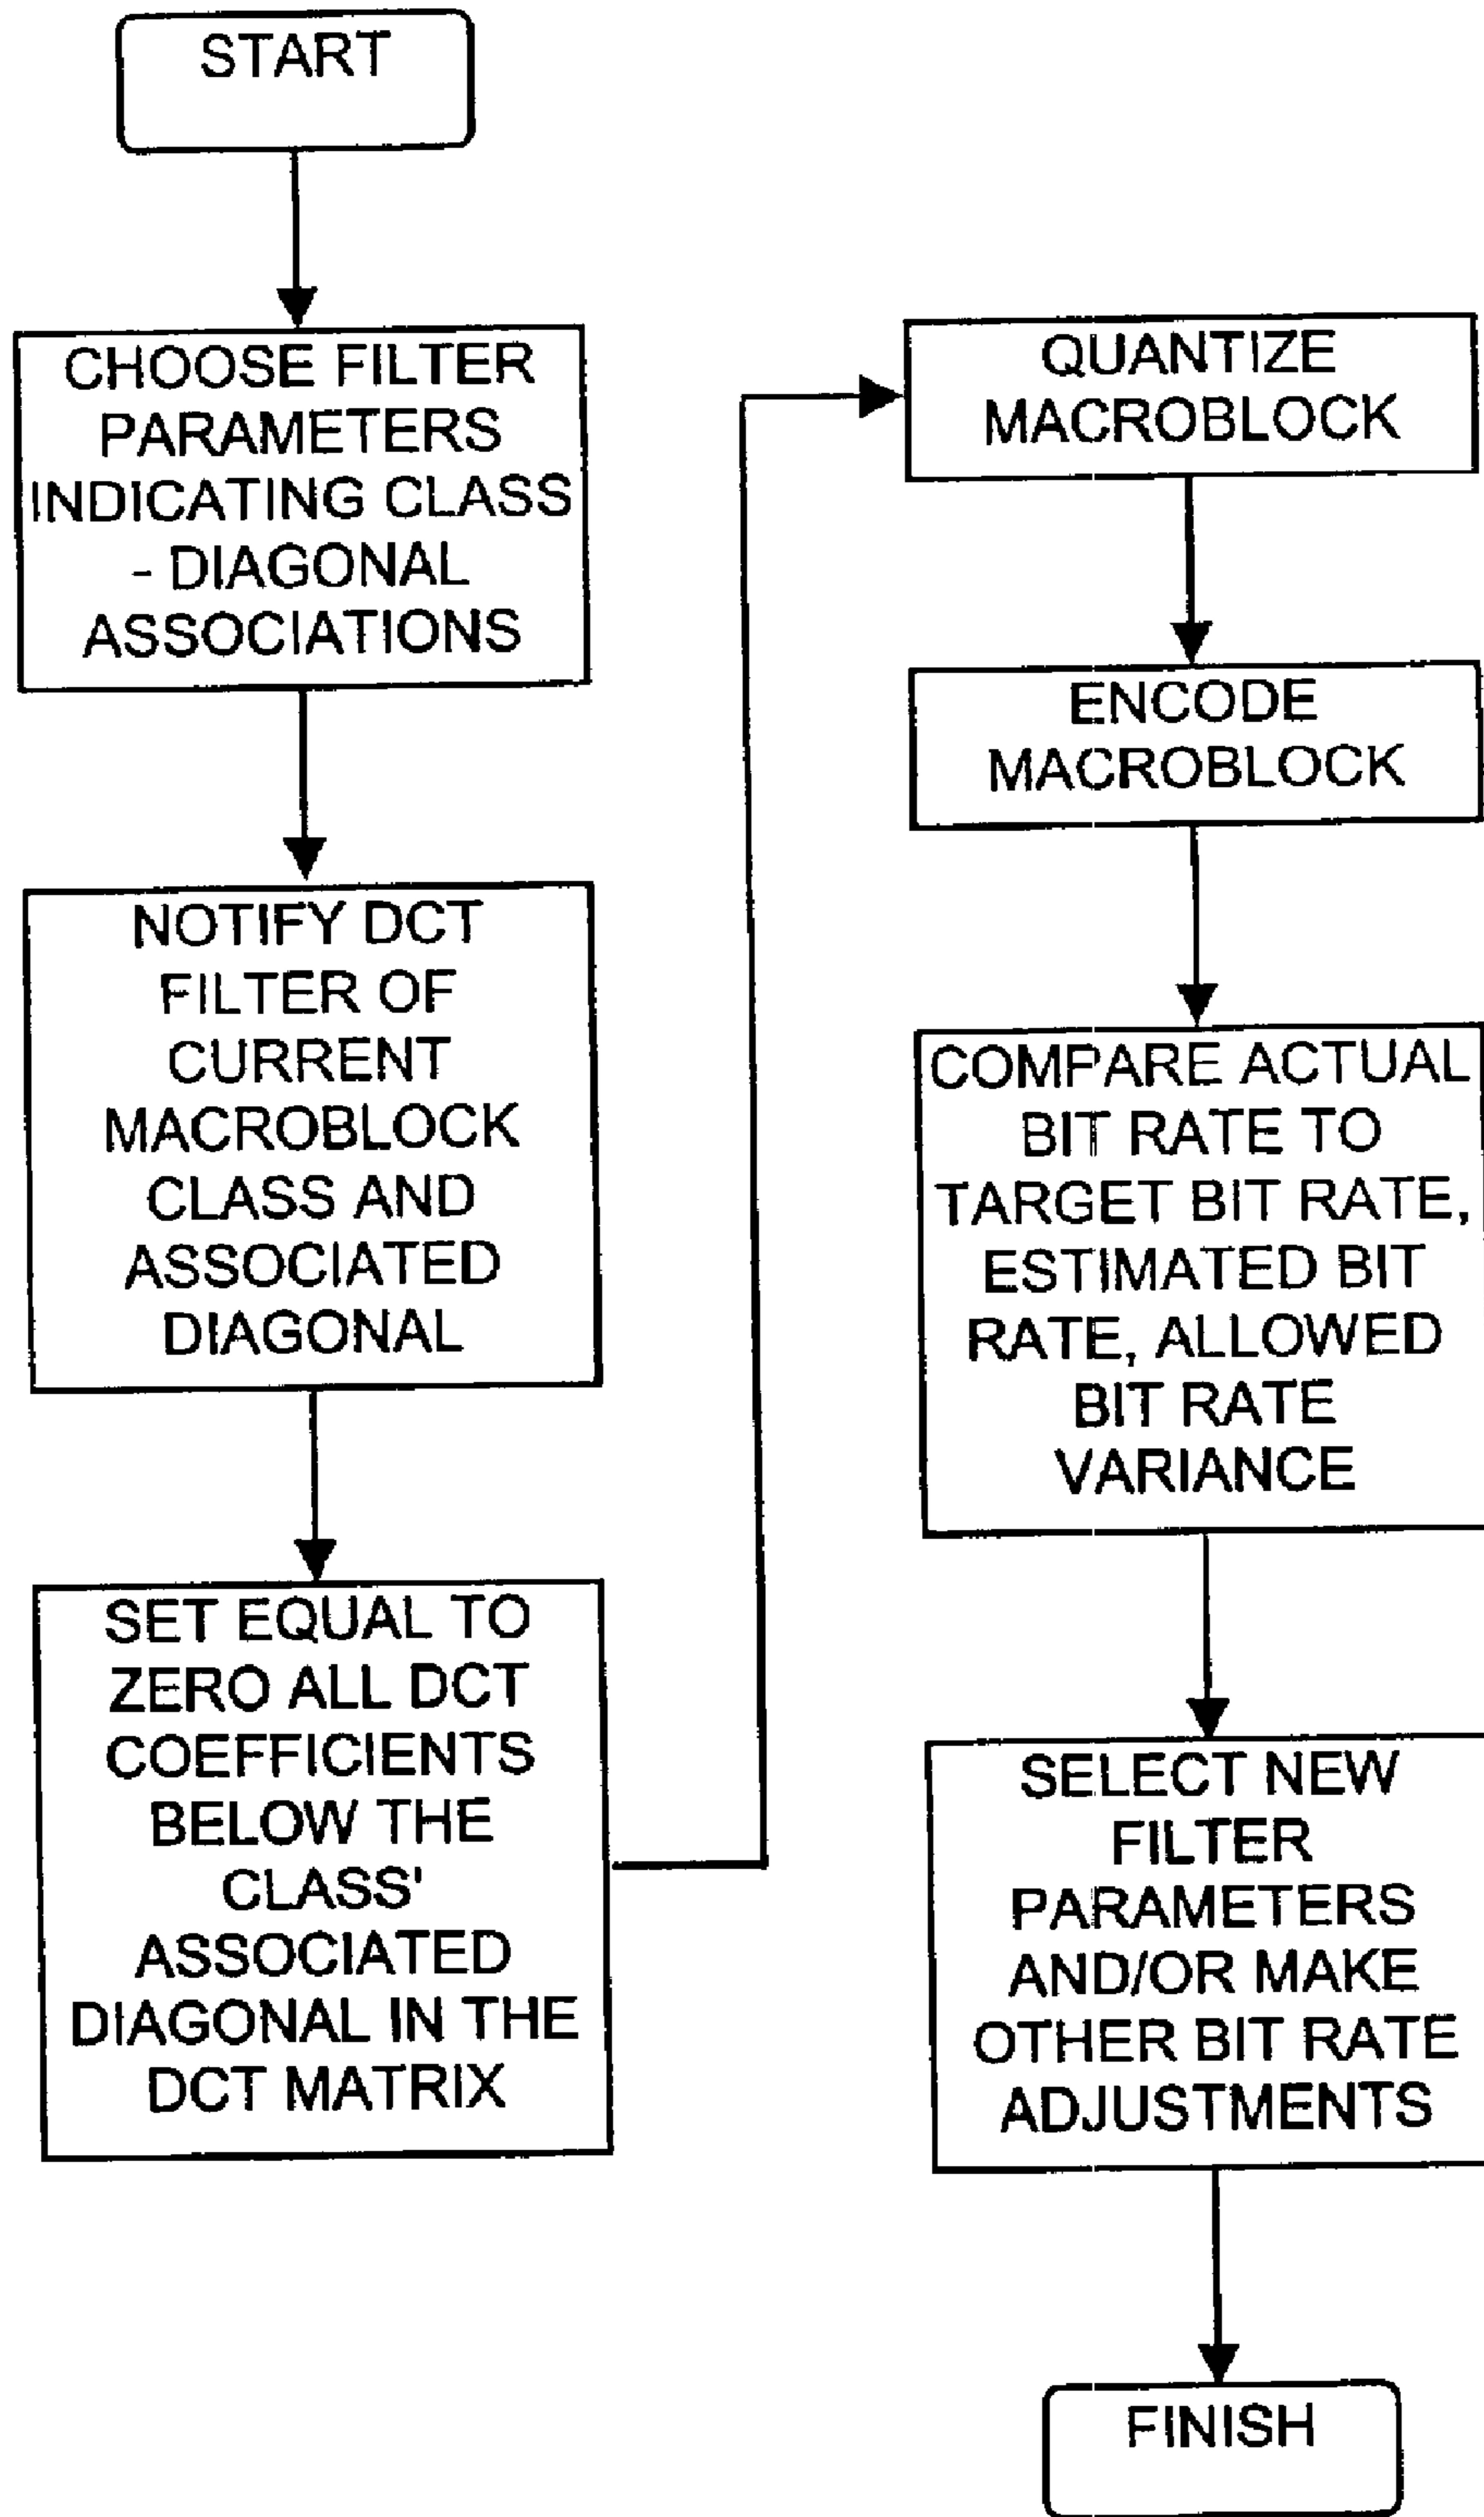 START
CHOOSE FILTER
PARAMETERS
INDICATING CLASS
- DIAGONAL
ASSOCIATIONS
NOTIFY DCT
FILTER OF
CURRENT
MACROBLOCK
CLASS AND
ASSOCIATED
DIAGONAL
SET EQUAL TO
ZERO ALL DCT
COEFFICIENTS
BELOW THE
CLASS'
ASSOCIATED
DIAGONAL IN THE
DCT MATRIX
QUANTIZE
MACROBLOCK
ENCODE
MACROBLOCK
COMPARE ACTUAL
BIT RATE TO
TARGET BIT RATE,
ESTIMATED BIT
RATE, ALLOWED
BIT RATE
VARIANCE
SELECT NEW
FILTER
PARAMETERS
AND/OR MAKE
OTHER BIT RATE
ADJUSTMENTS
FINISH